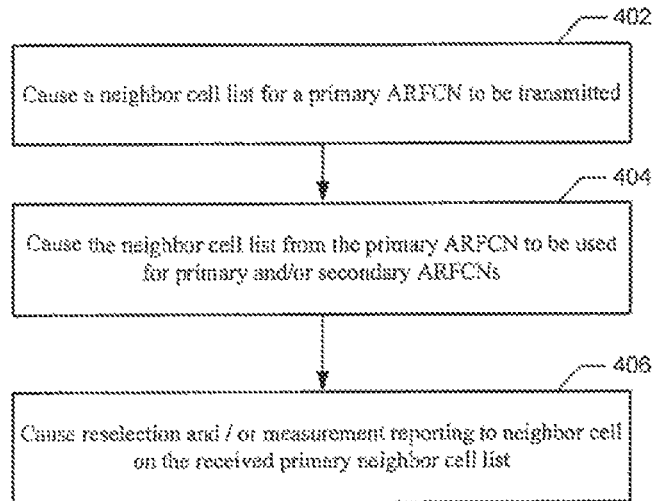 402
Cause a neighbor cell list for a primary ARFCN to be transmitted
404
Cause the neighbor cell list from the primary ARFCN to be used
for primary and/or secondary ARFCNs
406
Cause reselection and / or measurement reporting to neighbor cell
on the received primary neighbor cell list